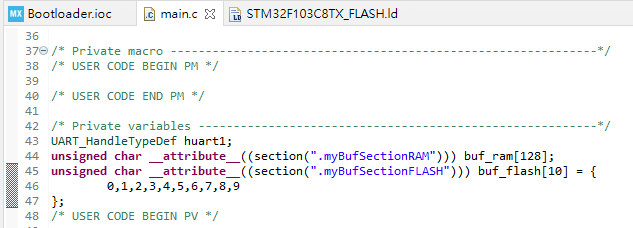 MX Bootloader.ioc
.c main.c
LD STM32F103C8TX_FLASH.ld
36
37 /* Private macro -------------------------------------------------------------*/
38 /* USER CODE BEGIN PM */
39
40 /* USER CODE END PM */
41
42 /* Private variables ---------------------------------------------------------*/
43 UART_HandleTypeDef huart1;
44 unsigned char __attribute__((section(".myBufSectionRAM"))) buf_ram[128];
45 unsigned char __attribute__((section(".myBufSectionFLASH"))) buf_flash[10] = {
46 0,1,2,3,4,5,6,7,8,9
47 };
48 /* USER CODE BEGIN PV */